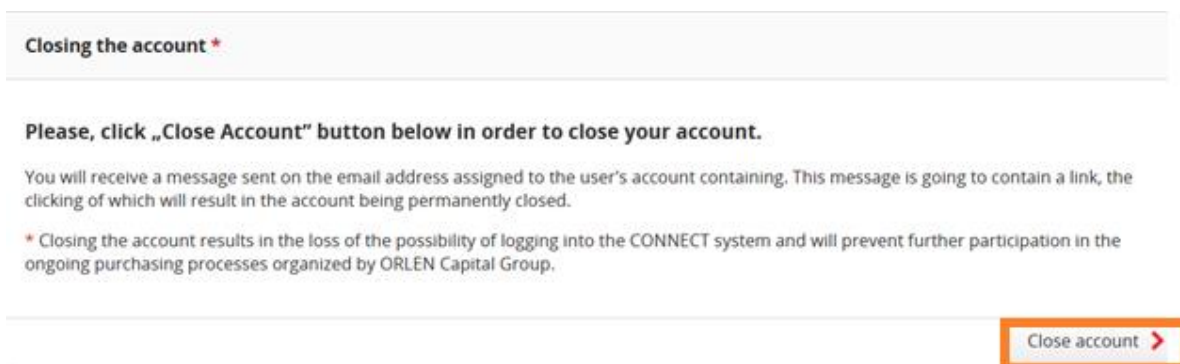 Closing the account *
Please, click „Close Account” button below in order to close your account.
You will receive a message sent on the email address assigned to the user's account containing. This message is going to contain a link, the
clicking of which will result in the account being permanently closed.
* Closing the account results in the loss of the possibility of logging into the CONNECT system and will prevent further participation in the
ongoing purchasing processes organized by ORLEN Capital Group.
Close account